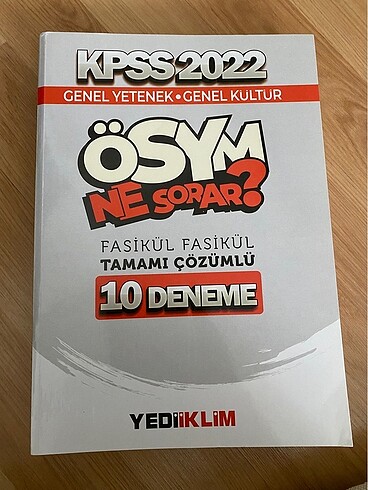 KPSS 2022
GENEL YETENEK • GENEL KÜLTÜR
ÖSYM
NE SORAR?
FASİKÜL FASİKÜL
TAMAMI ÇÖZÜMLÜ
10 DENEME
YEDİİKLİM